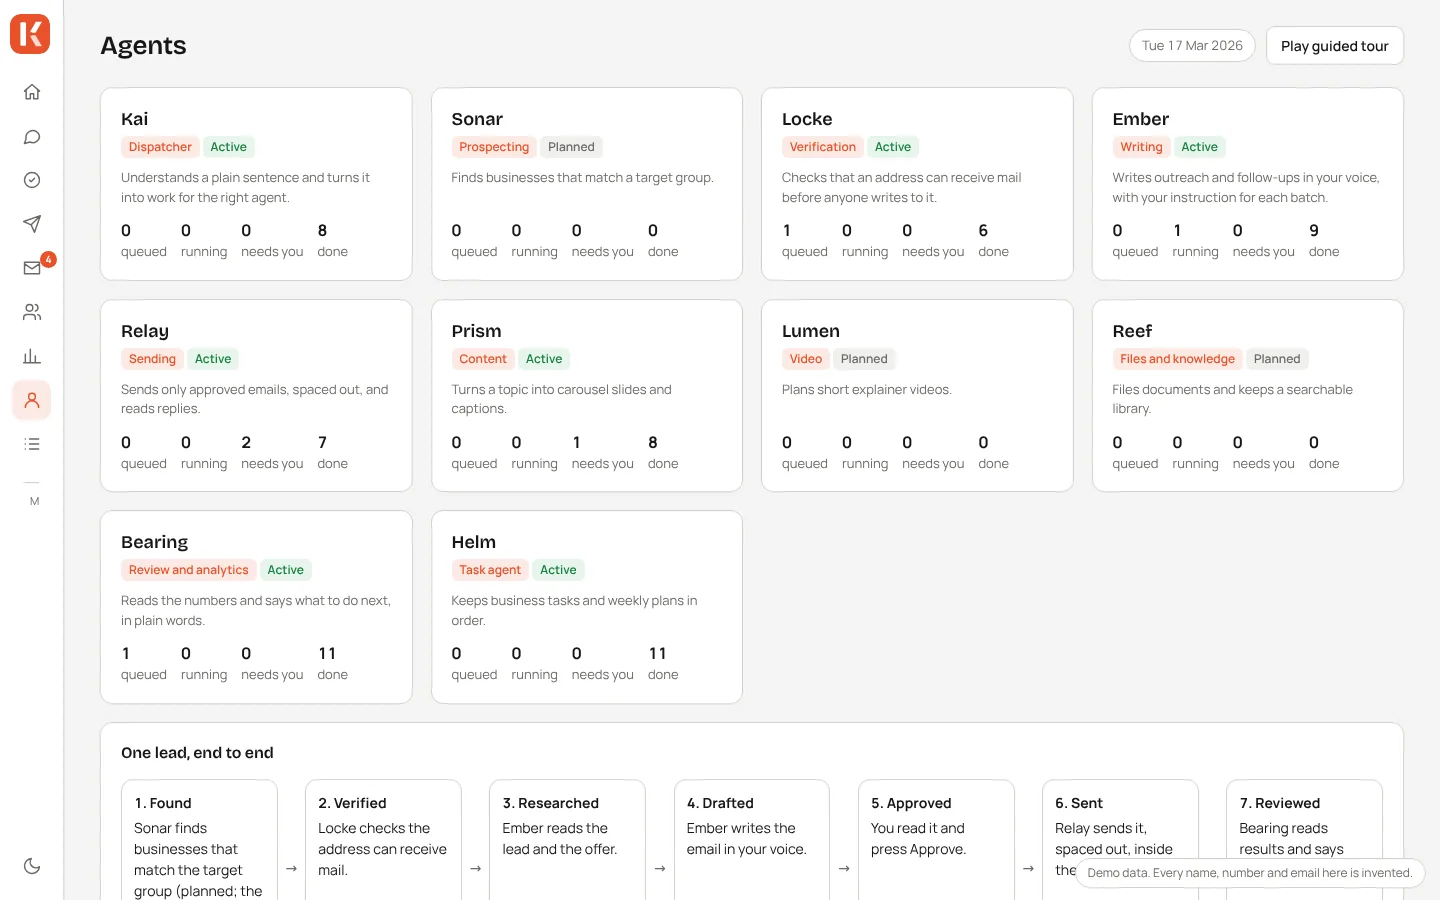 Agents
Tue 17 Mar 2026
Play guided tour
4
M
Kai
Dispatcher
Active
Understands a plain sentence and turns it
into work for the right agent.
0 0 0 8
queued running needs you done
Sonar
Prospecting
Planned
Finds businesses that match a target group.
0 0 0 0
queued running needs you done
Locke
Verification
Active
Checks that an address can receive mail
before anyone writes to it.
1 0 0 6
queued running needs you done
Ember
Writing
Active
Writes outreach and follow-ups in your voice,
with your instruction for each batch.
0 1 0 9
queued running needs you done
Relay
Sending
Active
Sends only approved emails, spaced out, and
reads replies.
0 0 2 7
queued running needs you done
Prism
Content
Active
Turns a topic into carousel slides and
captions.
0 0 1 8
queued running needs you done
Lumen
Video
Planned
Plans short explainer videos.
0 0 0 0
queued running needs you done
Reef
Files and knowledge
Planned
Files documents and keeps a searchable
library.
0 0 0 0
queued running needs you done
Bearing
Review and analytics
Active
Reads the numbers and says what to do next,
in plain words.
1 0 0 11
queued running needs you done
Helm
Task agent
Active
Keeps business tasks and weekly plans in
order.
0 0 0 11
queued running needs you done
One lead, end to end
1. Found
Sonar finds
businesses that
match the target
group (planned; the
→
2. Verified
Locke checks the
address can receive
mail.
→
3. Researched
Ember reads the
lead and the offer.
→
4. Drafted
Ember writes the
email in your voice.
→
5. Approved
You read it and
press Approve.
→
6. Sent
Relay sends it,
spaced out, inside
the
7. Reviewed
Bearing reads
results and says
Demo data. Every name, number and email here is invented.